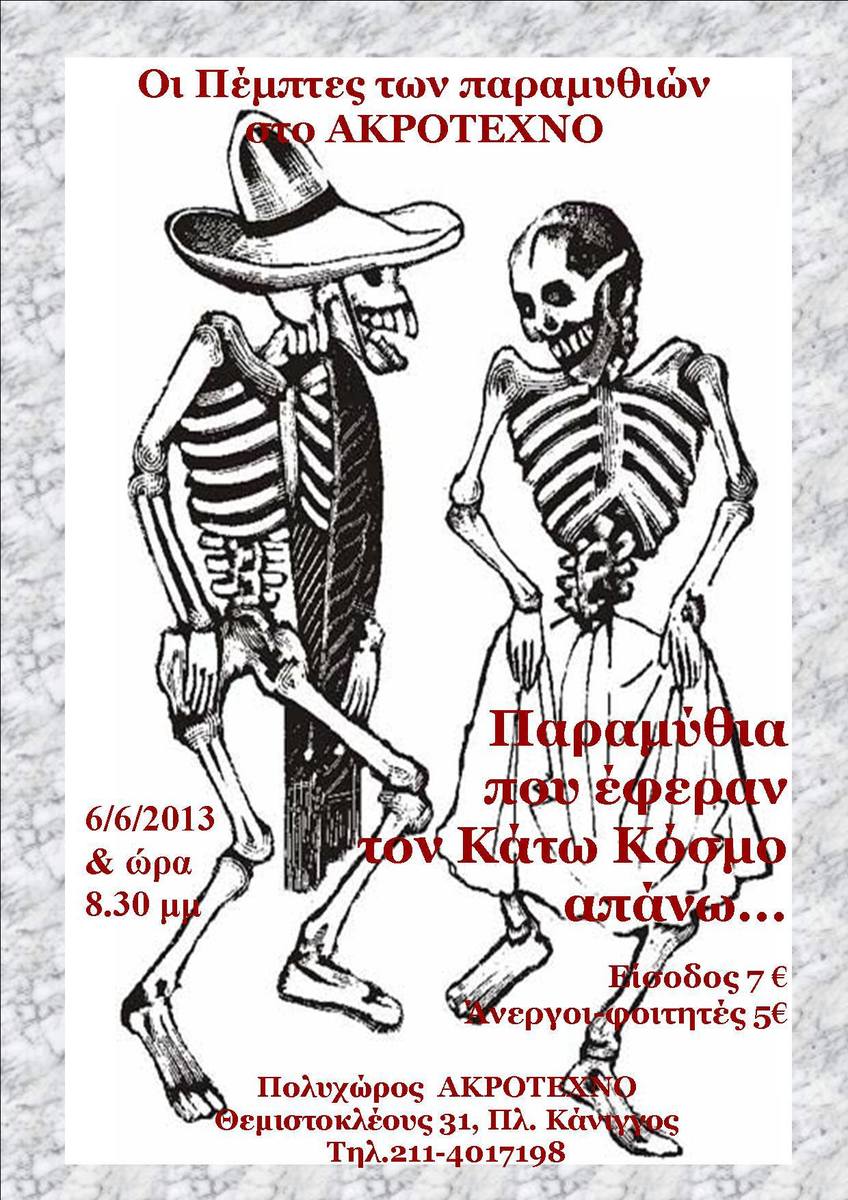 Οι Πέμπτες των παραμυθιών
στο ΑΚΡΟΤΕΧΝΟ
Παραμύθια
που έφεραν
τον Κάτω Κόσμο
απάνω...
6/6/2013
& ώρα
8.30 μμ
Είσοδος 7 €
Άνεργοι-φοιτητές 5€
Πολυχώρος ΑΚΡΟΤΕΧΝΟ
Θεμιστοκλέους 31, Πλ. Κάνιγγος
Τηλ.211-4017198